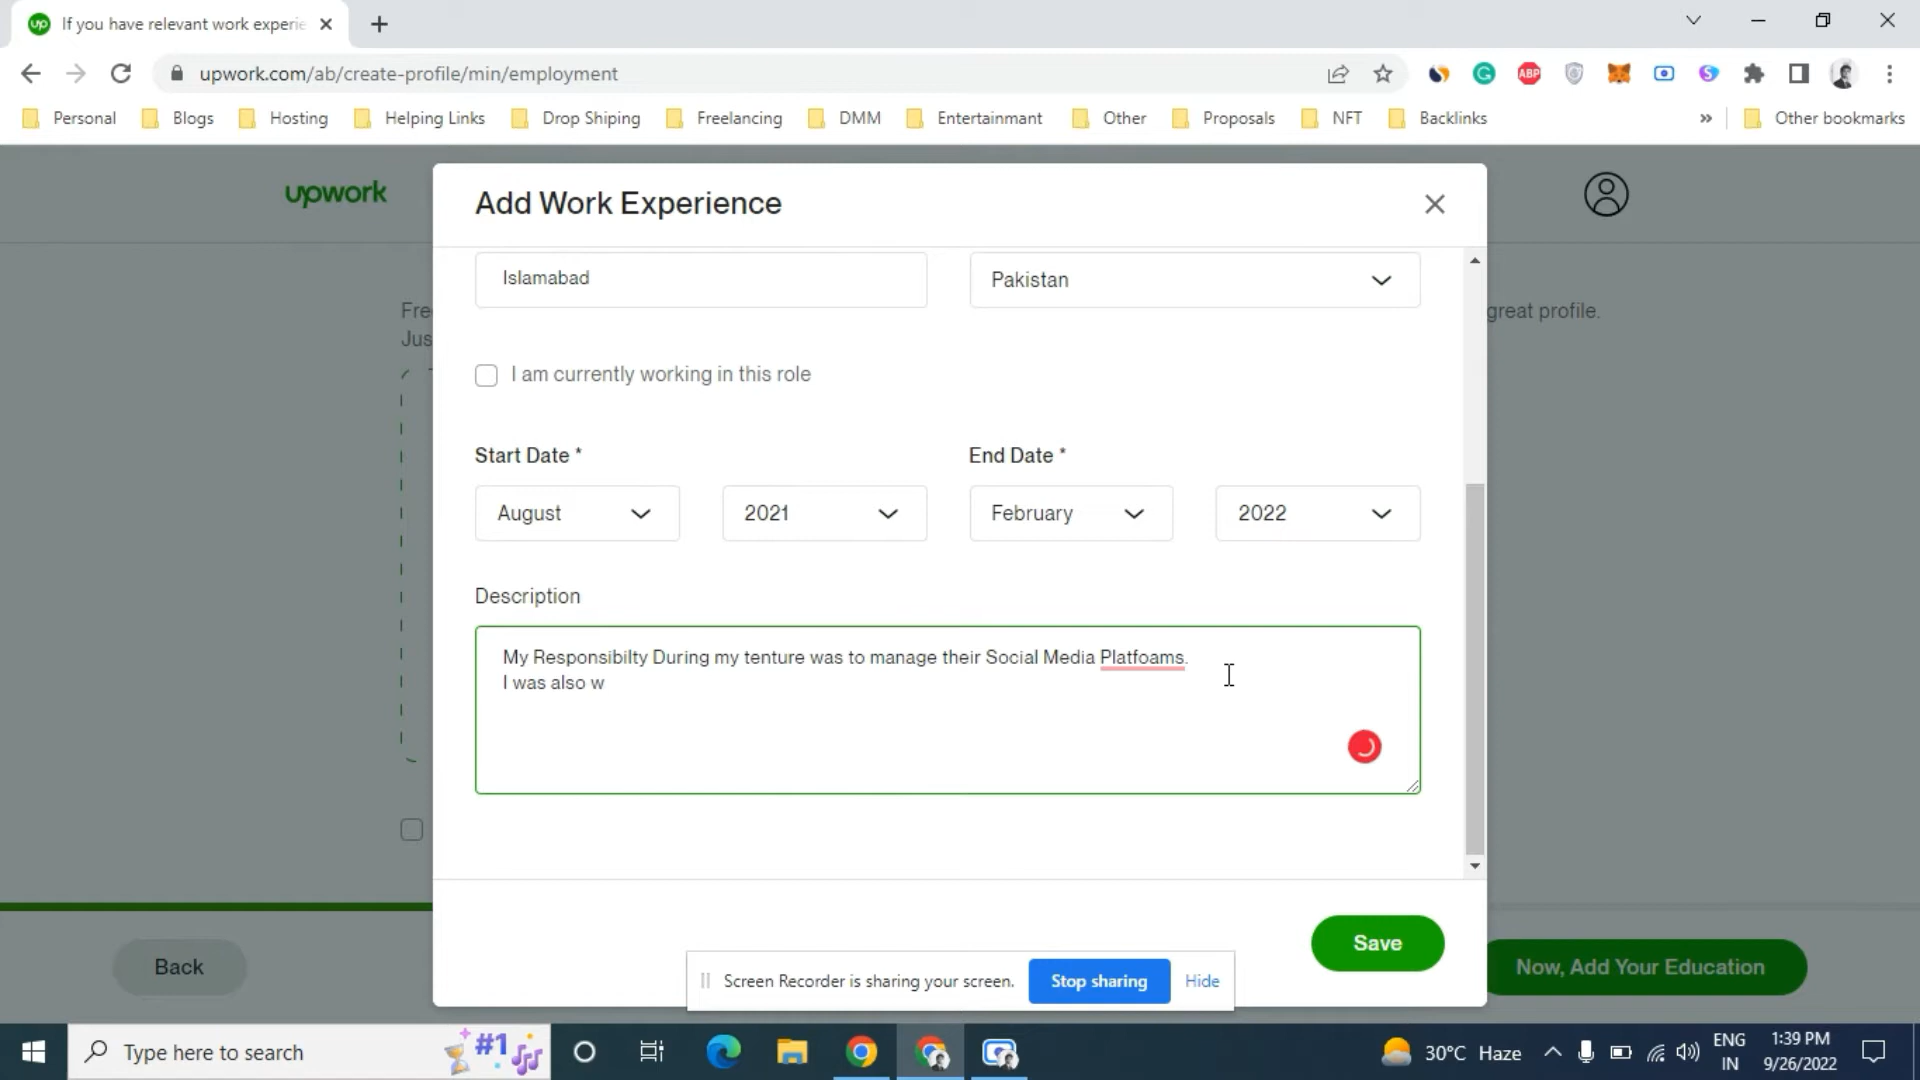 up If you have relevant work experie
upwork.com/ab/create-profile/min/employment
ABP
Personal Blogs Hosting Helping Links Drop Shiping Freelancing DMM Entertainmant Other Proposals NFT Backlinks » Other bookmarks
upwork
Add Work Experience
Islamabad Pakistan
Fre great profile.
Jus
I am currently working in this role
Start Date * End Date *
August 2021 February 2022
Description
My Responsibilty During my tenture was to manage their Social Media Platfoams.
I was also w
Save
Back Now, Add Your Education
Screen Recorder is sharing your screen. Stop sharing Hide
Type here to search #1
30°C Haze ENG 1:39 PM
IN 9/26/2022